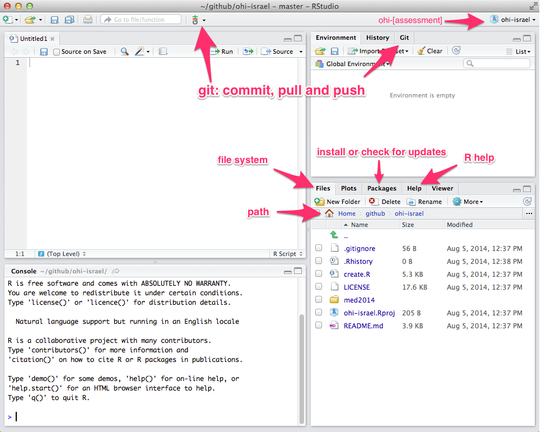 ~/github/ohi-israel - master - RStudio
Go to file/function
ohi-[assessment]
ohi-israel
Untitled1
Source on Save
Run
Source
1
1:1
(Top Level)
R Script
git: commit, pull and push
Environment
History
Git
Import Dataset
Clear
List
Global Environment
Environment is empty
install or check for updates
file system
R help
path
Files
Plots
Packages
Help
Viewer
New Folder
Delete
Rename
More
Home
github
ohi-israel
Name
Size
Modified
..
.gitignore
56 B
Aug 5, 2014, 12:37 PM
.Rhistory
0 B
Aug 5, 2014, 12:38 PM
create.R
5.3 KB
Aug 5, 2014, 12:37 PM
LICENSE
17.6 KB
Aug 5, 2014, 12:37 PM
med2014
ohi-israel.Rproj
205 B
Aug 5, 2014, 12:37 PM
README.md
3.9 KB
Aug 5, 2014, 12:37 PM
Console
~/github/ohi-israel/
R is free software and comes with ABSOLUTELY NO WARRANTY.
You are welcome to redistribute it under certain conditions.
Type 'license()' or 'licence()' for distribution details.
Natural language support but running in an English locale
R is a collaborative project with many contributors.
Type 'contributors()' for more information and
'citation()' on how to cite R or R packages in publications.
Type 'demo()' for some demos, 'help()' for on-line help, or
'help.start()' for an HTML browser interface to help.
Type 'q()' to quit R.
>